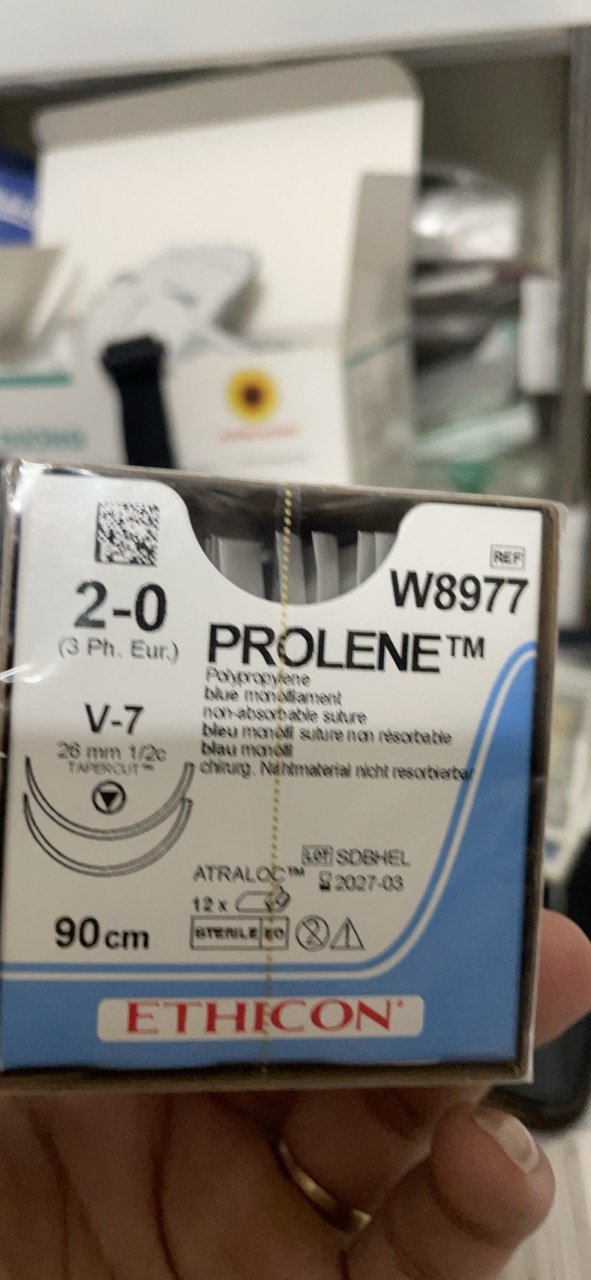 REF
W8977
2-0
(3 Ph. Eur.)
PROLENE™
Polypropylene
blue monofilament
non-absorbable suture
bleu monofil suture non résorbable
blau monofil
chirurg. Nahtmaterial nicht resorbierbar
V-7
26 mm 1/2c
TAPERCUT™
LOT SDBHEL
2027-03
ATRALOC™
12 x
STERILE EO
2
90cm
ETHICON